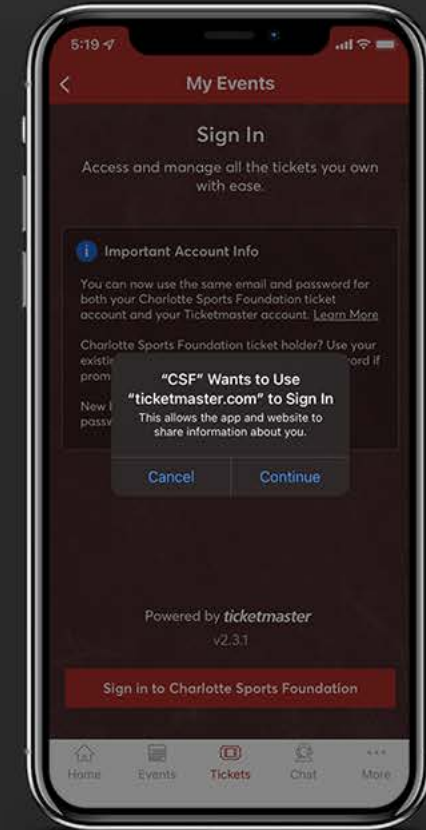 5:19
My Events
Sign In
Access and manage all the tickets you own
with ease.
Important Account Info
You can now use the same email and password for
both your Charlotte Sports Foundation ticket
account and your Ticketmaster account. Learn More
Charlotte Sports Foundation ticket holder? Use your
if
"CSF" Wants to Use
"ticketmaster.com" to Sign In
This allows the app and website to
share information about you.
New
Cancel
Continue
Powered by ticketmaster
v2.3.1
Sign in to Charlotte Sports Foundation
Home
Events
Tickets
Chat
More